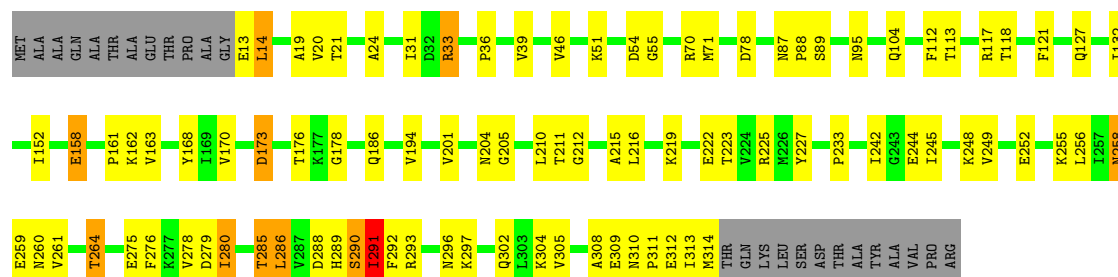 MET ALA ALA GLN ALA THR ALA GLU THR PRO ALA GLY E13 L14 A19 V20 T21 A24 I31 D32 R33 P36 V39 V46 K51 D54 G55 R70 M71 D78 N87 P88 S89 N95 Q104 F112 T113 R117 T118 F121 Q127 I132
I152 E158 P161 K162 V163 Y168 I169 V170 D173 T176 K177 G178 Q186 V194 V201 N204 G205 L210 T211 G212 A215 L216 K219 E222 T223 V224 R225 M226 Y227 P233 I242 G243 E244 I245 K248 V249 E252 K255 L256 I257 N258
E259 N260 V261 T264 E275 F276 K277 V278 D279 I280 T285 L286 V287 D288 H289 S290 I291 F292 R293 N296 K297 Q302 L303 K304 V305 A308 E309 N310 P311 E312 I313 M314 THR GLN LYS LEU SER ASP THR ALA TYR ALA VAL PRO ARG